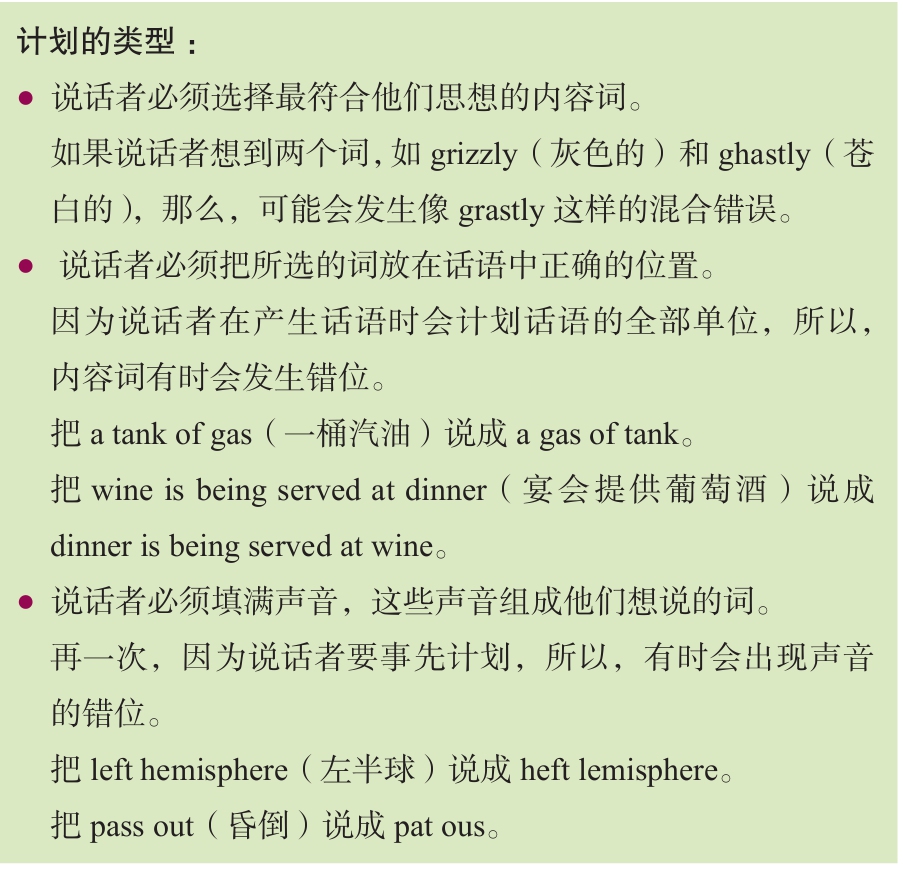 计划的类型：
● 说话者必须选择最符合他们思想的内容词。
如果说话者想到两个词，如 grizzly（灰色的）和 ghastly（苍
白的），那么，可能会发生像 grastly 这样的混合错误。
● 说话者必须把所选的词放在话语中正确的位置。
因为说话者在产生话语时会计划话语的全部单位，所以，
内容词有时会发生错位。
把 a tank of gas（一桶汽油）说成 a gas of tank。
把 wine is being served at dinner（宴会提供葡萄酒）说成
dinner is being served at wine。
● 说话者必须填满声音，这些声音组成他们想说的词。
再一次，因为说话者要事先计划，所以，有时会出现声音
的错位。
把 left hemisphere（左半球）说成 heft lemisphere。
把 pass out（昏倒）说成 pat ous。